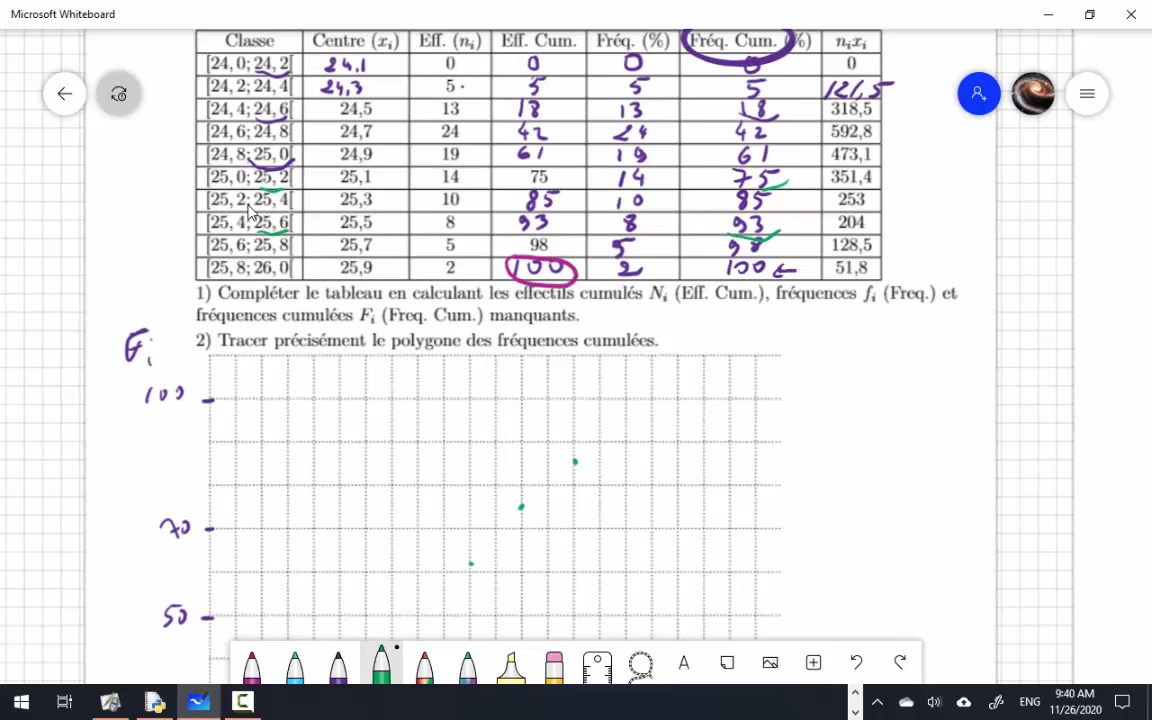 Microsoft Whiteboard
Classe Centre (xi) Eff. (ni) Eff. Cum. Fréq. (%) Fréq. Cum. (%) nixi
[24,0; 24,2[ 24.1 0 0 0 0 0
[24,2; 24,4[ 24,3 5 5 5 5 121,5
[24,4; 24,6[ 24,5 13 18 13 18 318,5
[24,6; 24,8[ 24,7 24 42 24 42 592,8
[24,8; 25,0[ 24,9 19 61 19 61 473,1
[25,0; 25,2[ 25,1 14 75 14 75 351,4
[25,2; 25,4[ 25,3 10 85 10 85 253
[25,4; 25,6[ 25,5 8 93 8 93 204
[25,6; 25,8[ 25,7 5 98 5 98 128,5
[25,8; 26,0[ 25,9 2 100 2 100 51,8
1) Compléter le tableau en calculant les effectifs cumulés Ni (Eff. Cum.), fréquences fi (Freq.) et
fréquences cumulées Fi (Freq. Cum.) manquants.
2) Tracer précisément le polygone des fréquences cumulées.
Fi
100
70
50
A
ENG
9:40 AM
11/26/2020